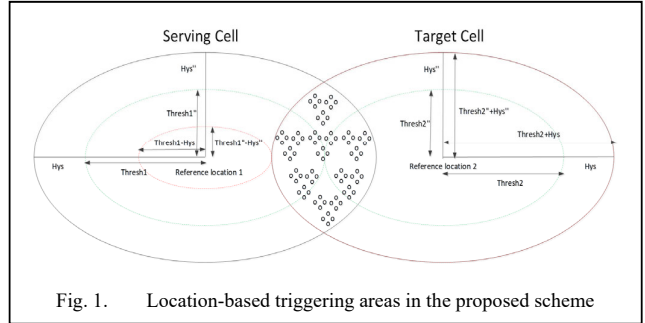 Serving Cell Target Cell
Hys'' Hys''
Thresh1'' Thresh2'' Thresh2''+Hys''
Thresh1-Hys Thresh1''-Hys'' Thresh2+Hys
Hys Reference location 1 Reference location 2 Hys
Thresh1 Thresh2
Fig. 1. Location-based triggering areas in the proposed scheme